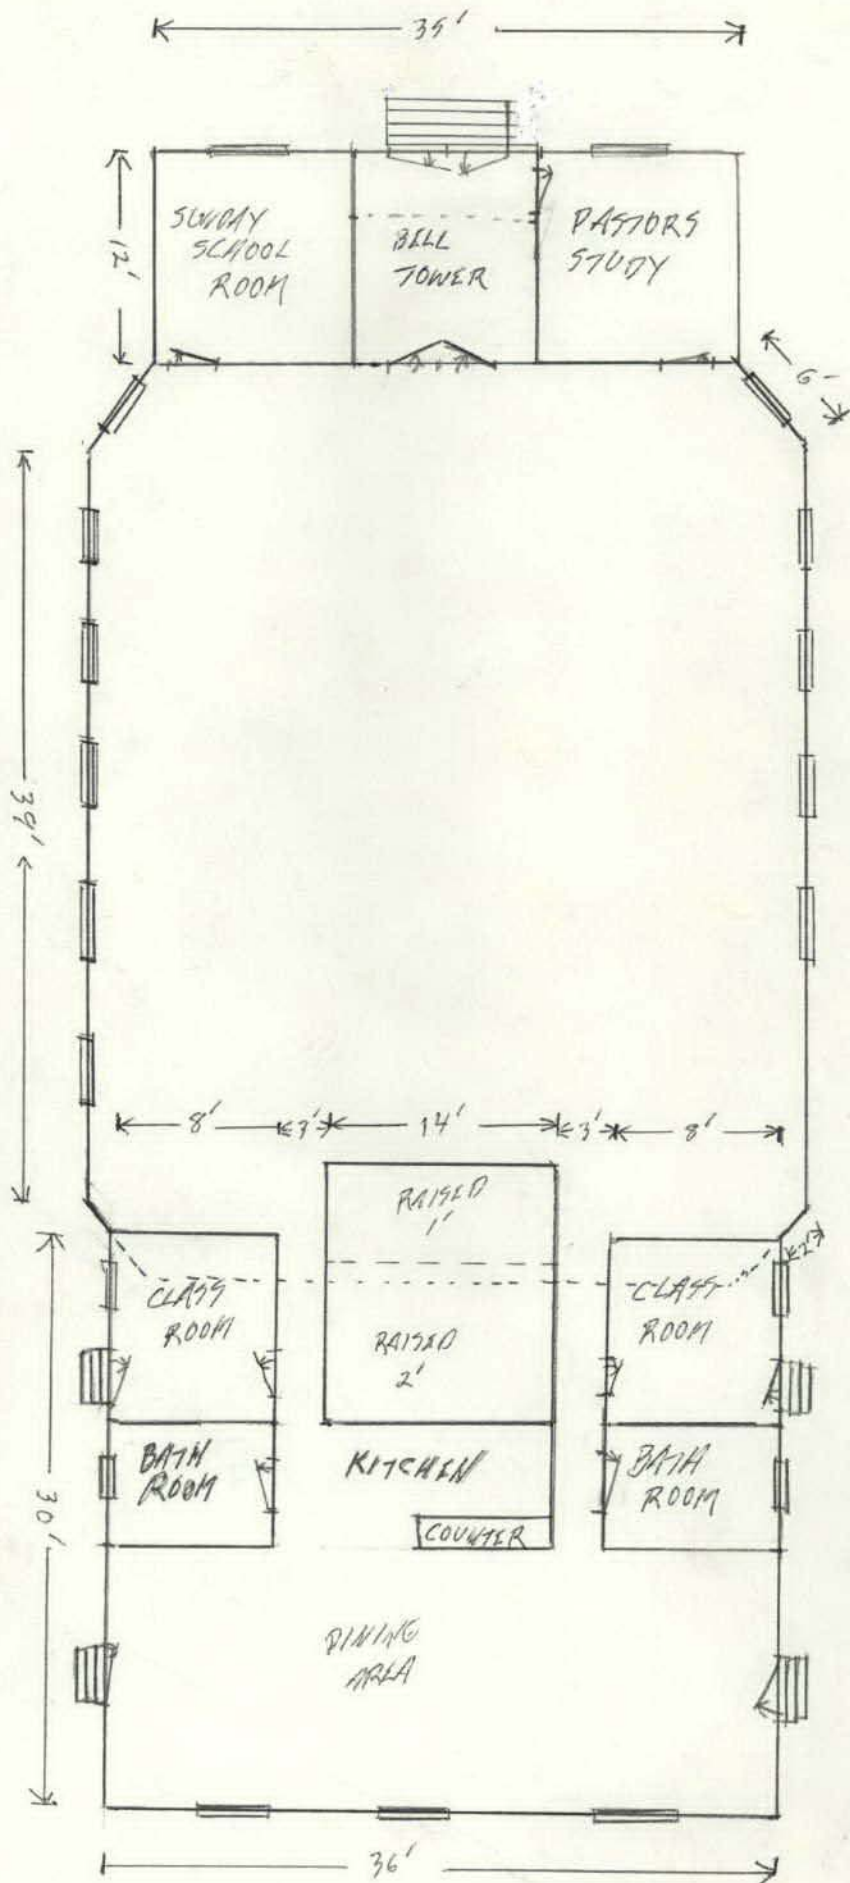 35'
12'
SUNDAY
SCHOOL
ROOM
BELL
TOWER
PASTORS
STUDY
6'
39'
8'
3'
14'
3'
8'
RAISED
1'
2'
CLASS
ROOM
RAISED
2'
CLASS
ROOM
BATH
ROOM
KITCHEN
BATH
ROOM
COUNTER
30'
DINING
AREA
36'